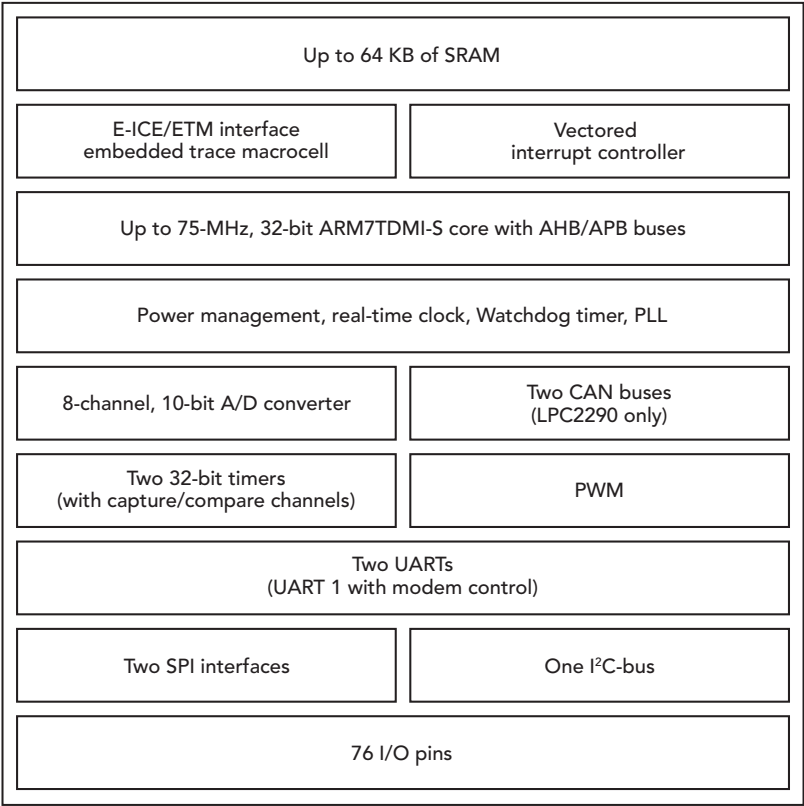 Up to 64 KB of SRAM
E-ICE/ETM interface
embedded trace macrocell
Vectored
interrupt controller
Up to 75-MHz, 32-bit ARM7TDMI-S core with AHB/APB buses
Power management, real-time clock, Watchdog timer, PLL
8-channel, 10-bit A/D converter
Two CAN buses
(LPC2290 only)
Two 32-bit timers
(with capture/compare channels)
PWM
Two UARTs
(UART 1 with modem control)
Two SPI interfaces
One I²C-bus
76 I/O pins